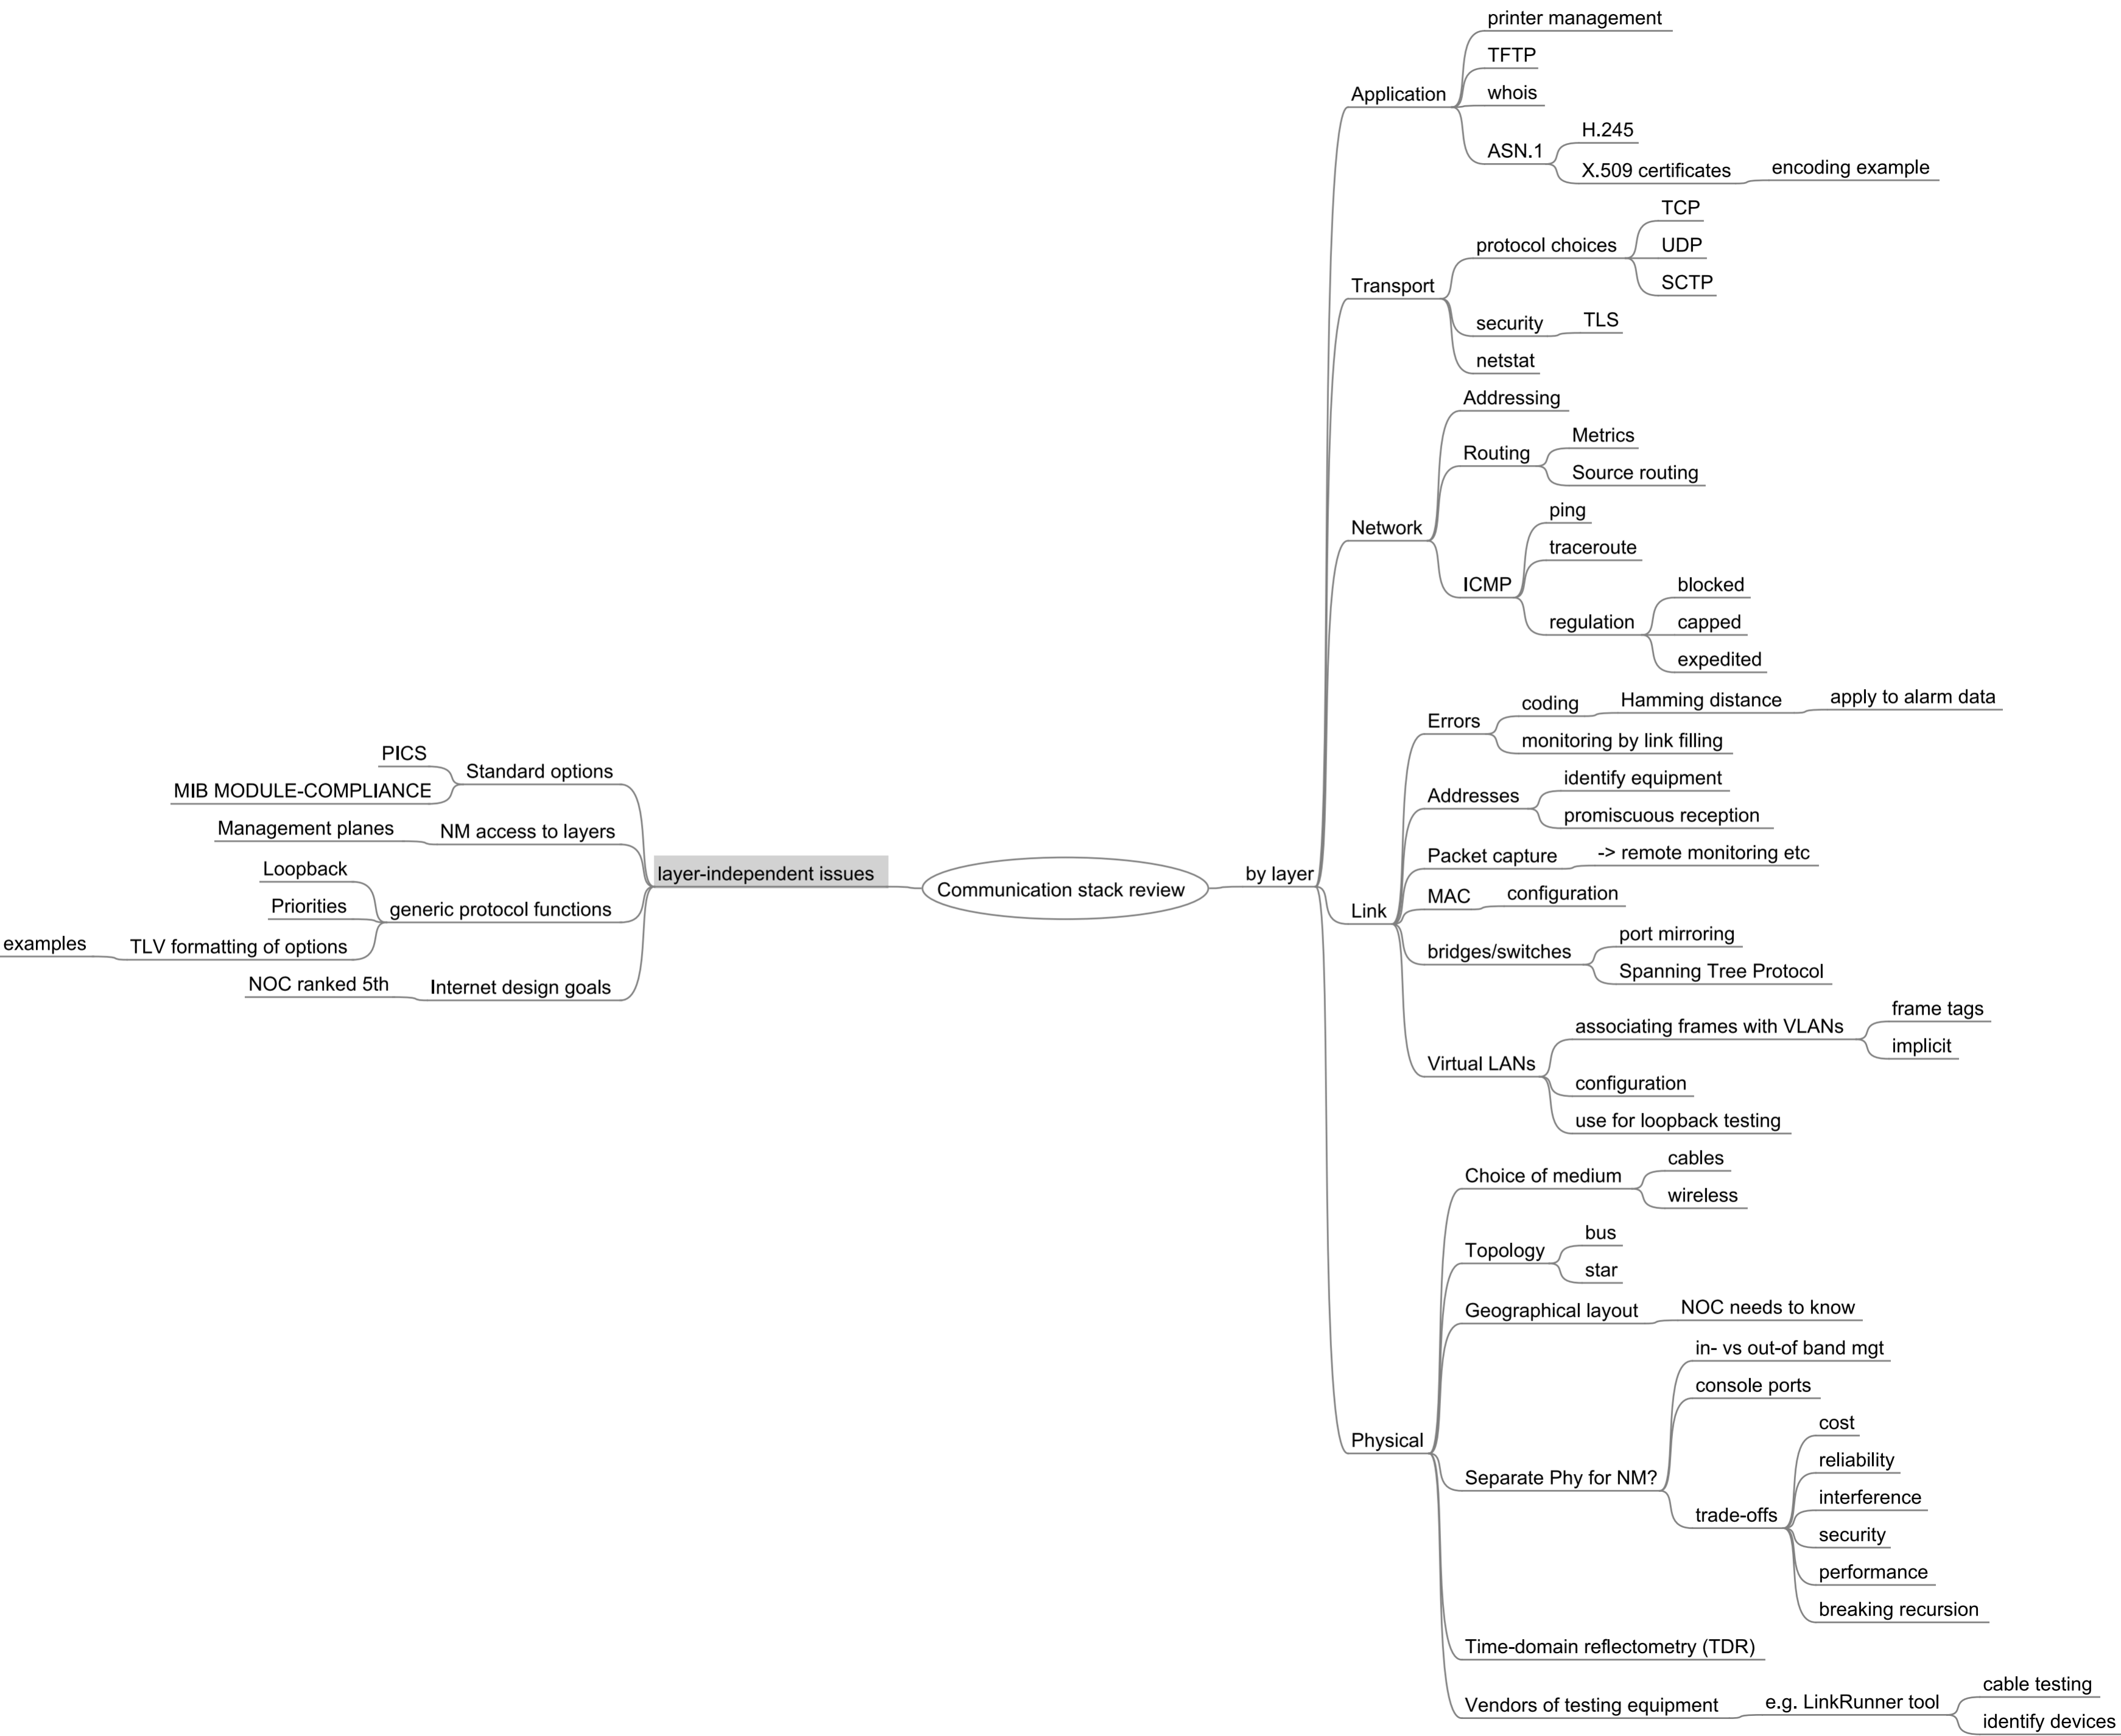 Communication stack review
by layer
Application
printer management
TFTP
whois
ASN.1
H.245
X.509 certificates
encoding example
Transport
protocol choices
TCP
UDP
SCTP
security
TLS
netstat
Network
Addressing
Routing
Metrics
Source routing
ICMP
ping
traceroute
regulation
blocked
capped
expedited
Link
Errors
coding
Hamming distance
apply to alarm data
monitoring by link filling
Addresses
identify equipment
promiscuous reception
Packet capture
-> remote monitoring etc
MAC
configuration
bridges/switches
port mirroring
Spanning Tree Protocol
Virtual LANs
associating frames with VLANs
frame tags
implicit
configuration
use for loopback testing
Physical
Choice of medium
cables
wireless
Topology
bus
star
Geographical layout
NOC needs to know
Separate Phy for NM?
in- vs out-of band mgt
console ports
trade-offs
cost
reliability
interference
security
performance
breaking recursion
Time-domain reflectometry (TDR)
Vendors of testing equipment
e.g. LinkRunner tool
cable testing
identify devices
layer-independent issues
Standard options
PICS
MIB MODULE-COMPLIANCE
NM access to layers
Management planes
generic protocol functions
Loopback
Priorities
TLV formatting of options
examples
Internet design goals
NOC ranked 5th